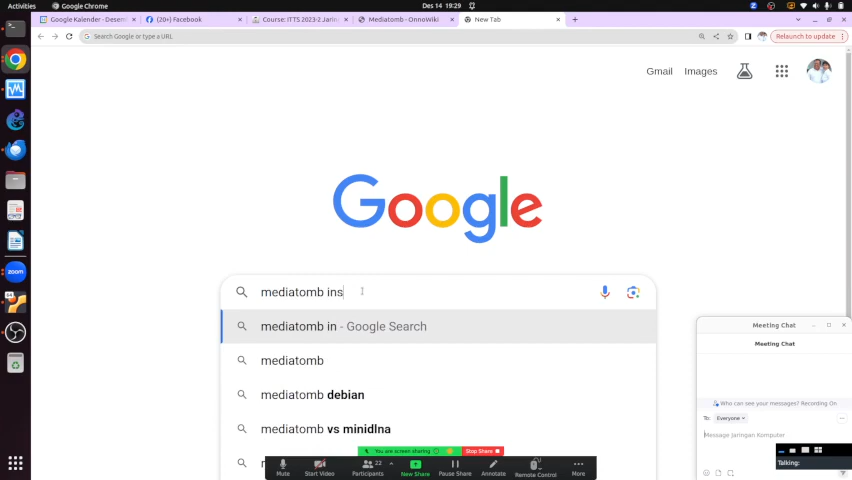 Activities
Google Chrome
Des 14 19:29
Google Kalender - Desem
(20+) Facebook
Course: ITTS 2023-2 Jarin
Mediatomb - OnnoWiki
New Tab
Search Google or type a URL
Relaunch to update
Gmail
Images
Google
mediatomb ins
mediatomb in - Google Search
mediatomb
mediatomb debian
mediatomb vs minidlna
You are screen sharing
Stop Share
Mute
Start Video
22
Participants
New Share
Pause Share
Annotate
Remote Control
More
Meeting Chat
Meeting Chat
Who can see your messages? Recording On
To: Everyone
Message Jaringan Komputer
Talking:
zoom